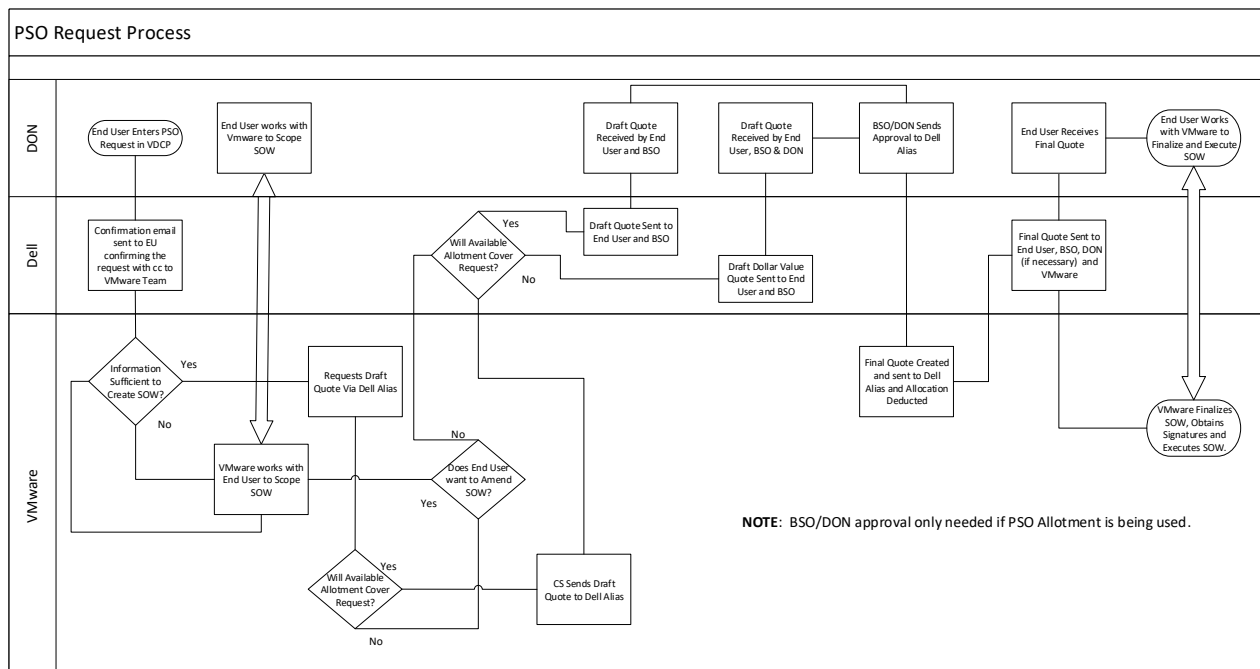 PSO Request Process
DON
End User Enters PSO
Request in VDCP
End User works with
Vmware to Scope
SOW
Draft Quote
Received by End
User and BSO
Draft Quote
Received by End
User, BSO & DON
BSO/DON Sends
Approval to Dell
Alias
End User Receives
Final Quote
End User Works
with VMware to
Finalize and Execute
SOW
Dell
Confirmation email
sent to EU
confirming the
request with cc to
VMware Team
Will Available
Allotment Cover
Request?
Yes
No
Draft Quote Sent to
End User and BSO
Draft Dollar Value
Quote Sent to End
User and BSO
Final Quote Sent to
End User, BSO, DON
(if necessary) and
VMware
VMware
Information
Sufficient to
Create SOW?
Yes
No
Requests Draft
Quote Via Dell Alias
VMware works with
End User to Scope
SOW
No
Does End User
want to Amend
SOW?
Yes
Will Available
Allotment Cover
Request?
Yes
No
CS Sends Draft
Quote to Dell Alias
Final Quote Created
and sent to Dell
Alias and Allocation
Deducted
VMware Finalizes
SOW, Obtains
Signatures and
Executes SOW.
NOTE: BSO/DON approval only needed if PSO Allotment is being used.